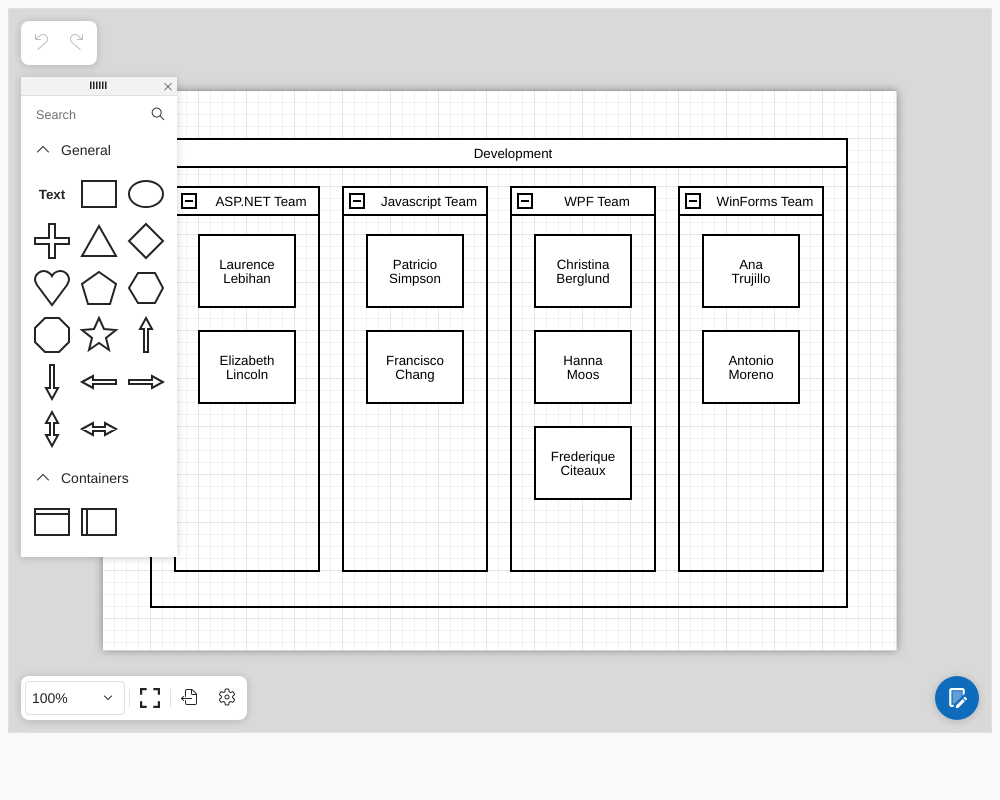 Search
General
Text
Containers
Development
ASP.NET Team
Laurence
Lebihan
Elizabeth
Lincoln
Javascript Team
Patricio
Simpson
Francisco
Chang
WPF Team
Christina
Berglund
Hanna
Moos
Frederique
Citeaux
WinForms Team
Ana
Trujillo
Antonio
Moreno
100%